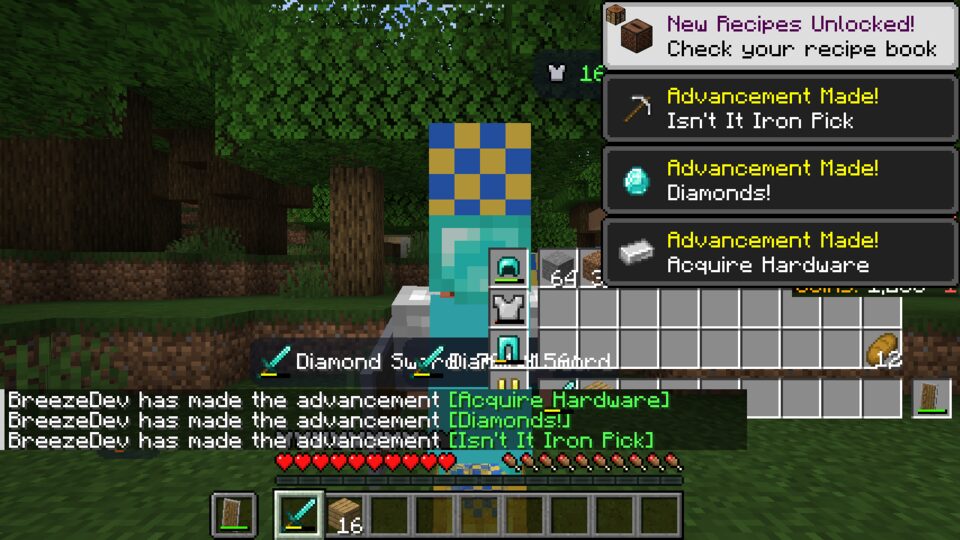 New Recipes Unlocked!
Check your recipe book
16
Advancement Made!
Isn't It Iron Pick
Advancement Made!
Diamonds!
Advancement Made!
Acquire Hardware
64
12
Diamond
BreezeDev has made the advancement [Acquire Hardware]
BreezeDev has made the advancement [Diamonds!]
BreezeDev has made the advancement [Isn't It Iron Pick]
16